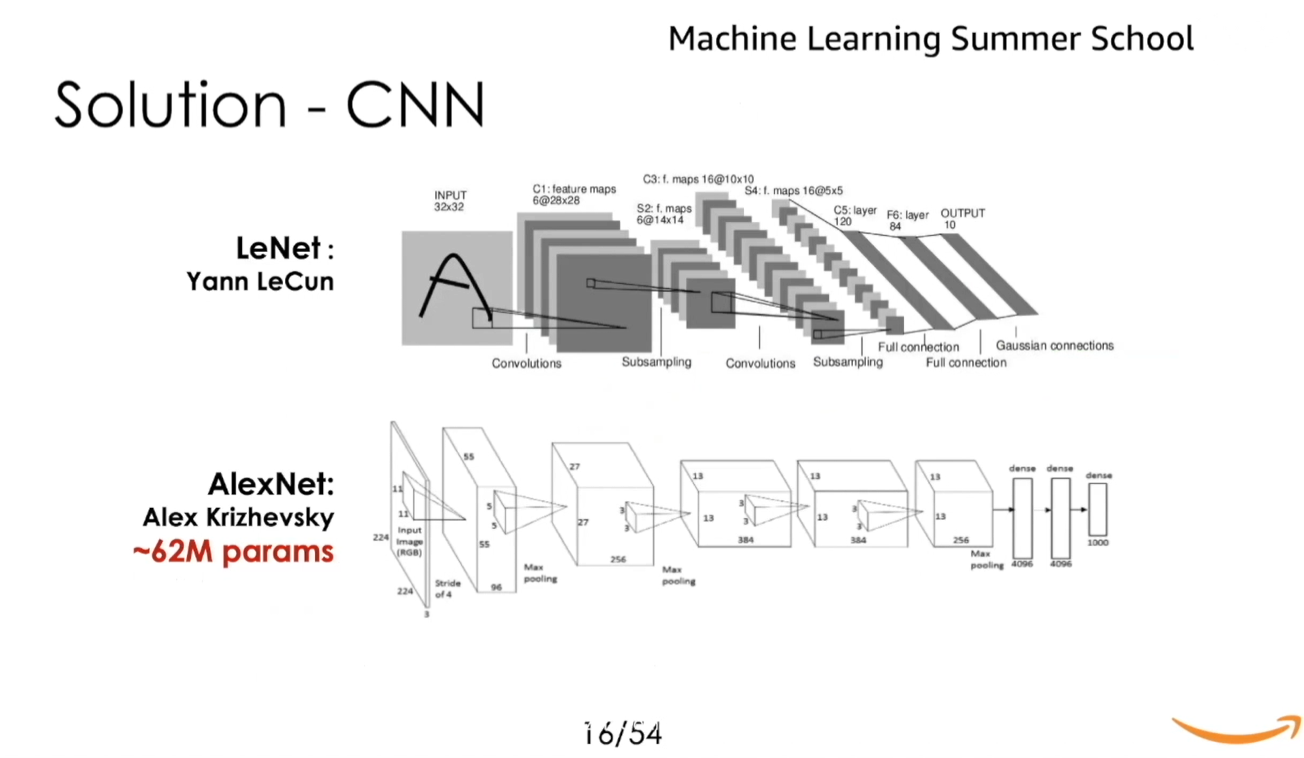 Machine Learning Summer School
Solution - CNN
LeNet :
Yann LeCun
INPUT
32x32
C1: feature maps
6@28x28
S2: f. maps
6@14x14
C3: f. maps 16@10x10
S4: f. maps 16@5x5
C5: layer
120
F6: layer
84
OUTPUT
10
Convolutions
Subsampling
Convolutions
Subsampling
Full connection
Full connection
Gaussian connections
AlexNet:
Alex Krizhevsky
~62M params
11
11
Input
Image
(RGB)
224
224
3
Stride
of 4
55
55
96
5
5
Max
pooling
27
27
256
3
3
Max
pooling
13
13
384
3
3
13
13
384
3
3
13
13
256
Max
pooling
dense
4096
dense
4096
dense
1000
16/54